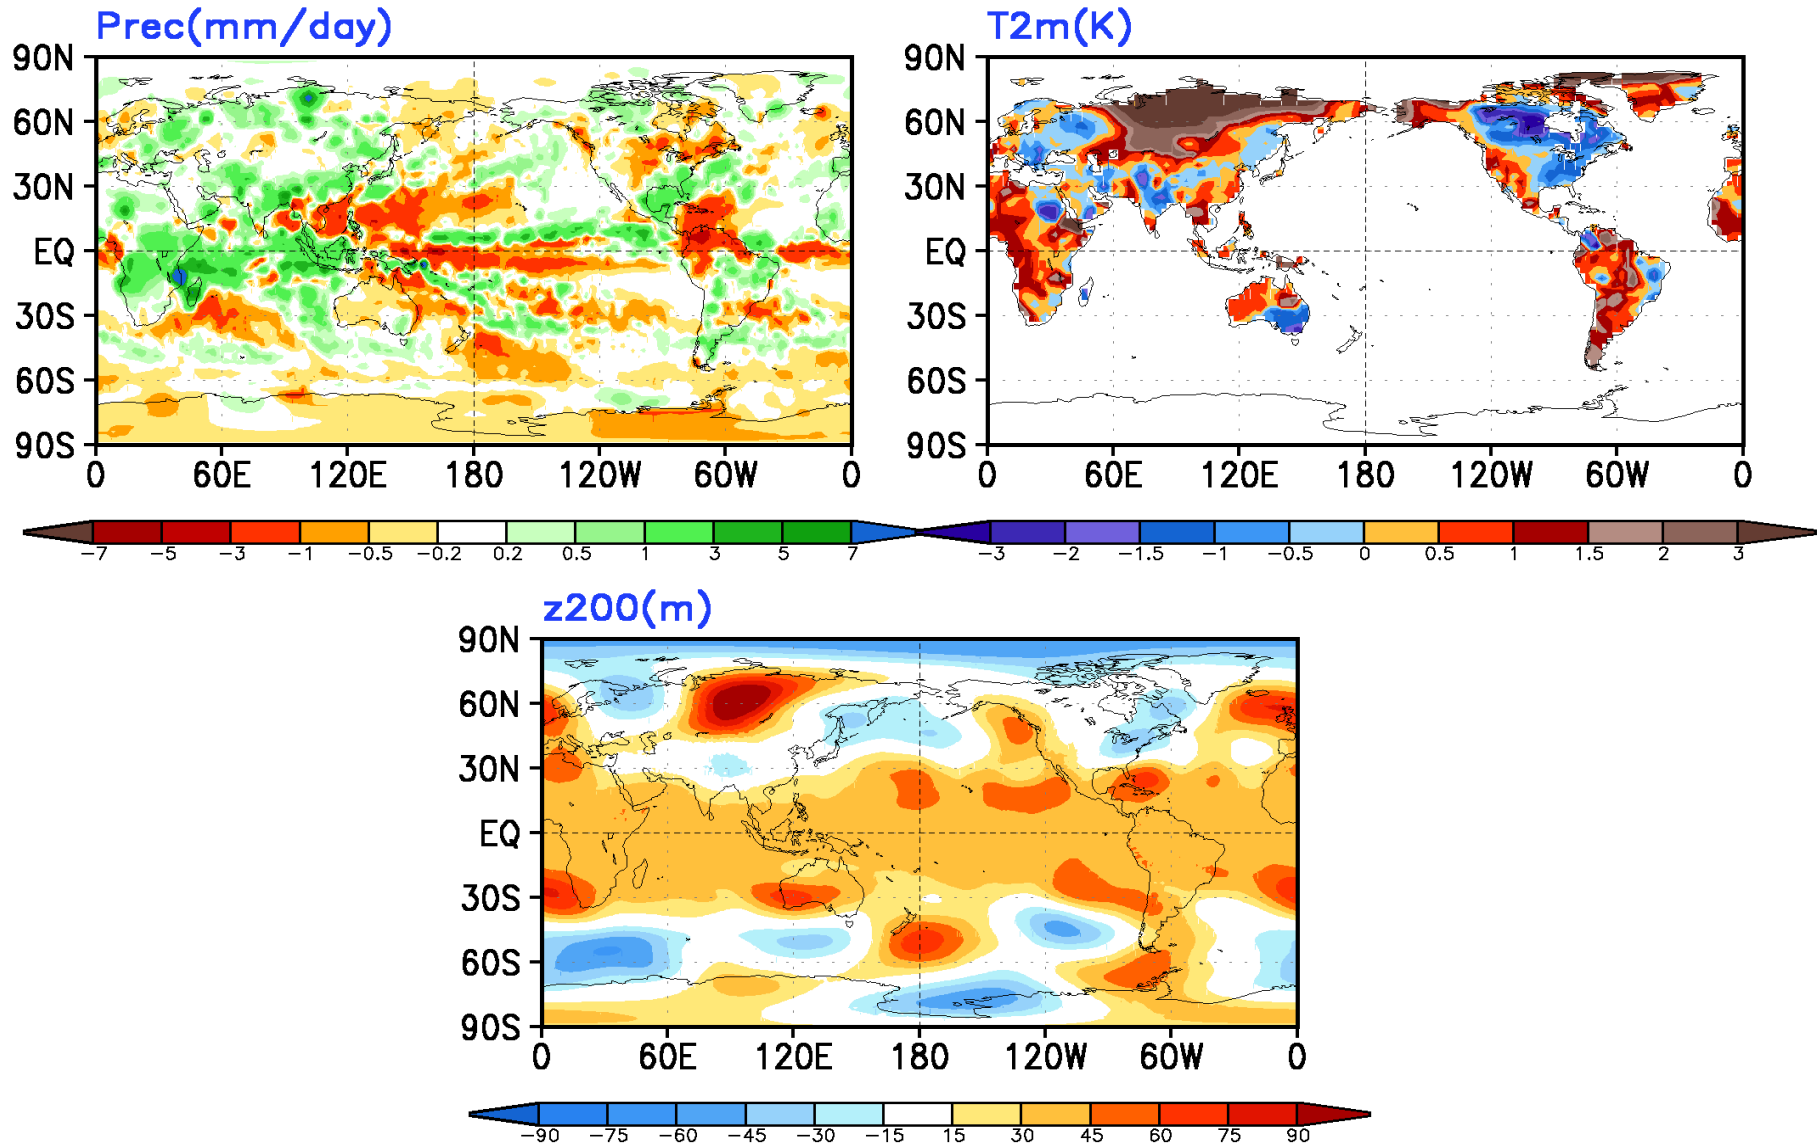 Prec(mm/day)
90N
60N
30N
EQ
30S
60S
90S
0 60E 120E 180 120W 60W 0
-7 -5 -3 -1 -0.5 -0.2 0.2 0.5 1 3 5 7
T2m(K)
90N
60N
30N
EQ
30S
60S
90S
0 60E 120E 180 120W 60W 0
-3 -2 -1.5 -1 -0.5 0 0.5 1 1.5 2 3
z200(m)
90N
60N
30N
EQ
30S
60S
90S
0 60E 120E 180 120W 60W 0
-90 -75 -60 -45 -30 -15 15 30 45 60 75 90